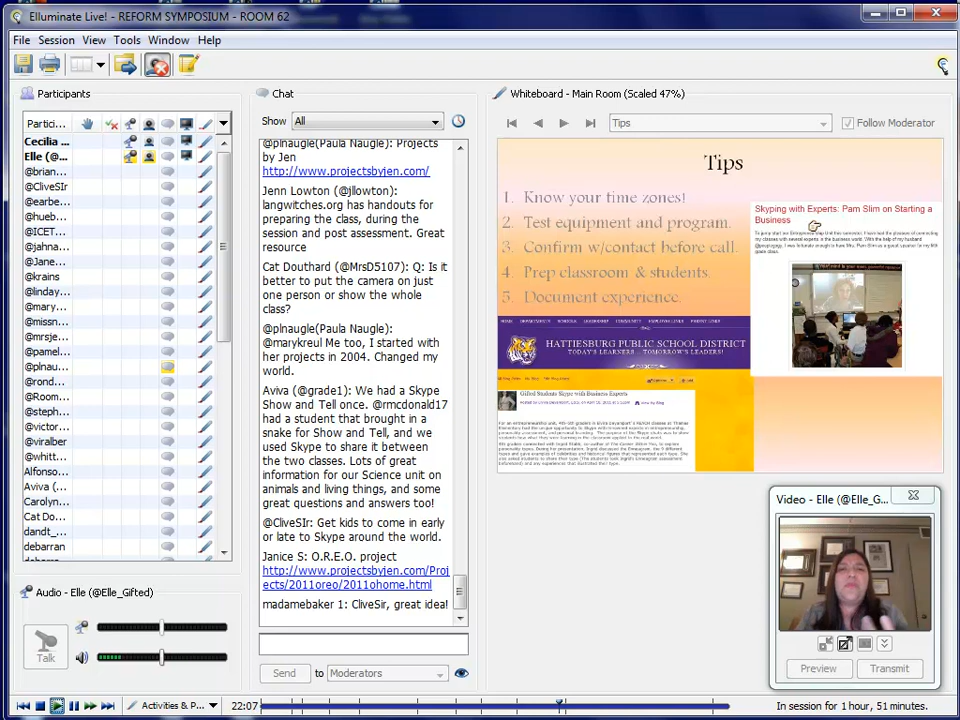 Elluminate Live! - REFORM SYMPOSIUM - ROOM 62
File Session View Tools Window Help
Participants
Partici...
Cecilia ...
Elle (@...
@brian...
@CliveSIr
@earbe...
@hueb...
@ICET...
@jahna...
@Jane...
@krains
@linday...
@mary...
@missn...
@mrsje...
@pamel...
@plnau...
@rond...
@Room...
@steph...
@victor...
@viralber
@whitt...
Alfonso...
Aviva (...
Carolyn...
Cat Do...
dandt_...
debarran
Audio - Elle (@Elle_Gifted)
Talk
Chat
Show All
@plnaugle(Paula Naugle): Projects
by Jen
http://www.projectsbyjen.com/
Jenn Lowton (@jllowton):
langwitches.org has handouts for
preparing the class, during the
session and post assessment. Great
resource
Cat Douthard (@MrsD5107): Q: Is it
better to put the camera on just
one person or show the whole
class?
@plnaugle(Paula Naugle):
@marykreul Me too, I started with
her projects in 2004. Changed my
world.
Aviva (@grade1): We had a Skype
Show and Tell once. @rmcdonald17
had a student that brought in a
snake for Show and Tell, and we
used Skype to share it between
the two classes. Lots of great
information for our Science unit on
animals and living things, and some
great questions and answers too!
@CliveSIr: Get kids to come in early
or late to Skype around the world.
Janice S: O.R.E.O. project
http://www.projectsbyjen.com/Proj
ects/2011oreo/2011ohome.html
madamebaker 1: CliveSir, great idea!
Send to Moderators
Whiteboard - Main Room (Scaled 47%)
Tips
Follow Moderator
Tips
1. Know your time zones!
2. Test equipment and program.
3. Confirm w/contact before call.
4. Prep classroom & students.
5. Document experience.
Skyping with Experts: Pam Slim on Starting a
Business
HATTIESBURG PUBLIC SCHOOL DISTRICT
TODAY'S LEARNERS ... TOMORROW'S LEADERS!
Gifted Students Skype with Business Experts
Video - Elle (@Elle_G...
Preview
Transmit
Activities & P...
22:07
In session for 1 hour, 51 minutes.